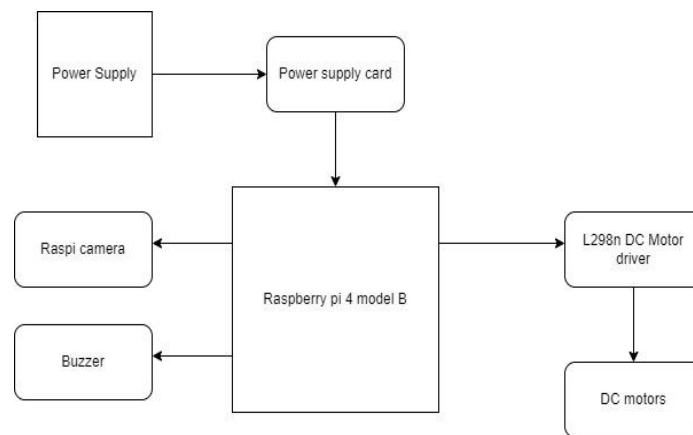 Power Supply
Power supply card
Raspi camera
Raspberry pi 4 model B
L298n DC Motor
driver
Buzzer
DC motors